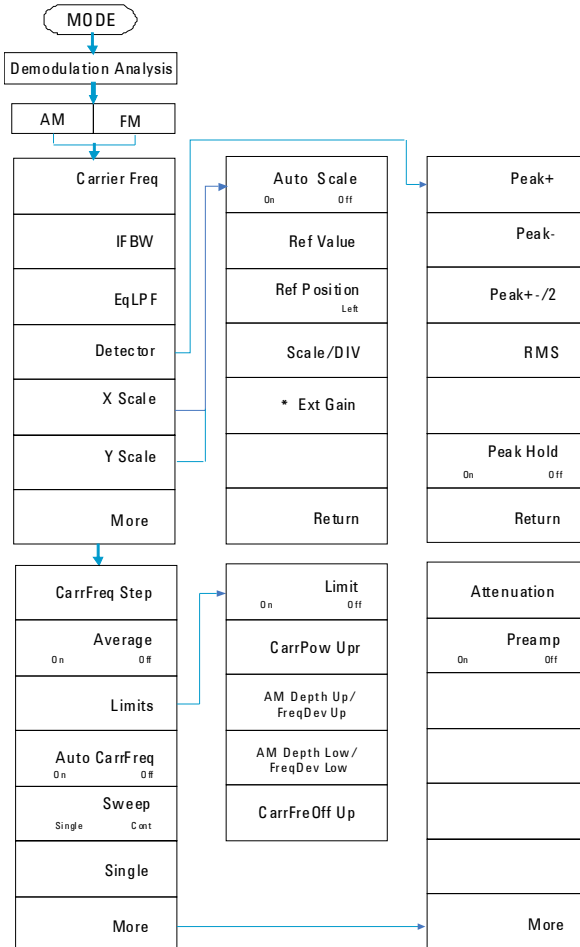 MODE
Demodulation Analysis
AM
FM
Carrier Freq
IFBW
EqLPF
Detector
X Scale
Y Scale
More
Auto Scale
On Off
Ref Value
Ref Position
Left
Scale/DIV
* Ext Gain
Return
Peak+
Peak-
Peak+-/2
RMS
Peak Hold
On Off
Return
CarrFreq Step
Average
On Off
Limits
Auto CarrFreq
On Off
Sweep
Single Cont
Single
More
Limit
On Off
CarrPow Upr
AM Depth Up/
FreqDev Up
AM Depth Low/
FreqDev Low
CarrFreOff Up
Attenuation
Preamp
On Off
More